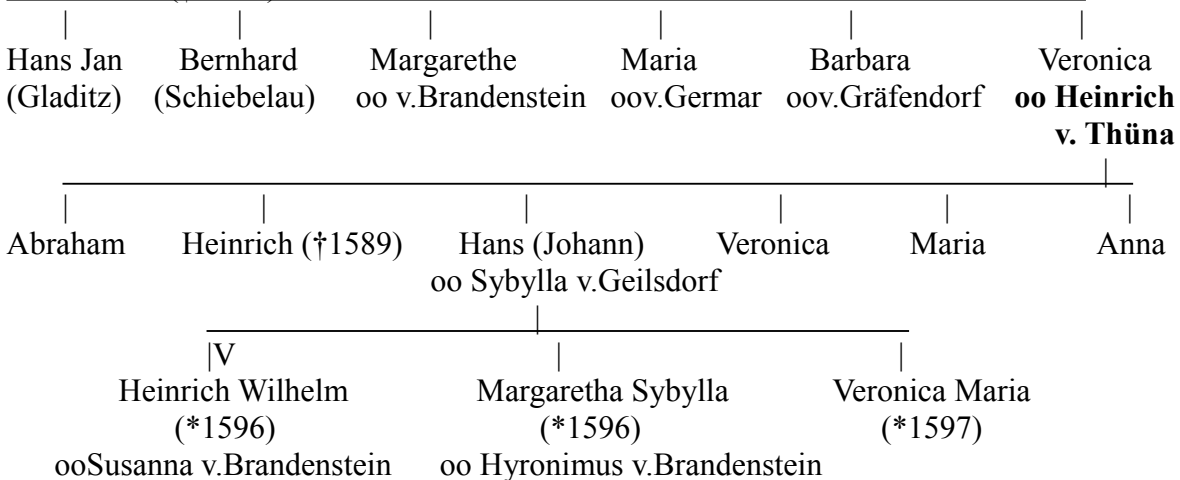 Hans Jan Bernhard Margarethe Maria Barbara Veronica
(Gladitz) (Schiebelau) oo v.Brandenstein oov.Germar oov.Gräfendorf oo Heinrich
v. Thüna
Abraham Heinrich (†1589) Hans (Johann) Veronica Maria Anna
oo Sybylla v.Geilsdorf
V
Heinrich Wilhelm Margaretha Sybylla Veronica Maria
(*1596) (*1596) (*1597)
ooSusanna v.Brandenstein oo Hyronimus v.Brandenstein